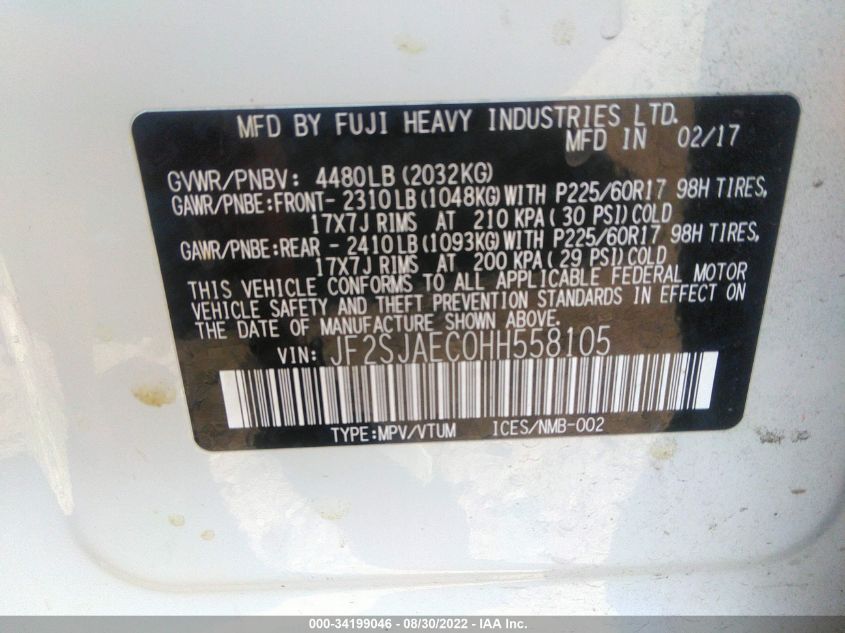 MFD BY FUJI HEAVY INDUSTRIES LTD.
MFD IN 02/17
GVWR/PNBV: 4480LB(2032KG)
GAWR/PNBE:FRONT- 2310LB(1048KG)WITH P225/60R17 98H TIRES,
17X7J RIMS AT 210 KPA(30 PSI)COLD
GAWR/PNBE:REAR - 2410LB(1093KG)WITH P225/60R17 98H TIRES,
17X7J RIMS AT 200 KPA(29 PSI)COLD
THIS VEHICLE CONFORMS TO ALL APPLICABLE FEDERAL MOTOR
VEHICLE SAFETY AND THEFT PREVENTION STANDARDS IN EFFECT ON
THE DATE OF MANUFACTURE SHOWN ABOVE.
VIN: JF2SJAEC0HH558105
TYPE:MPV/VTUM ICES/NMB-002
000-34199046 - 08/30/2022 - IAA Inc.